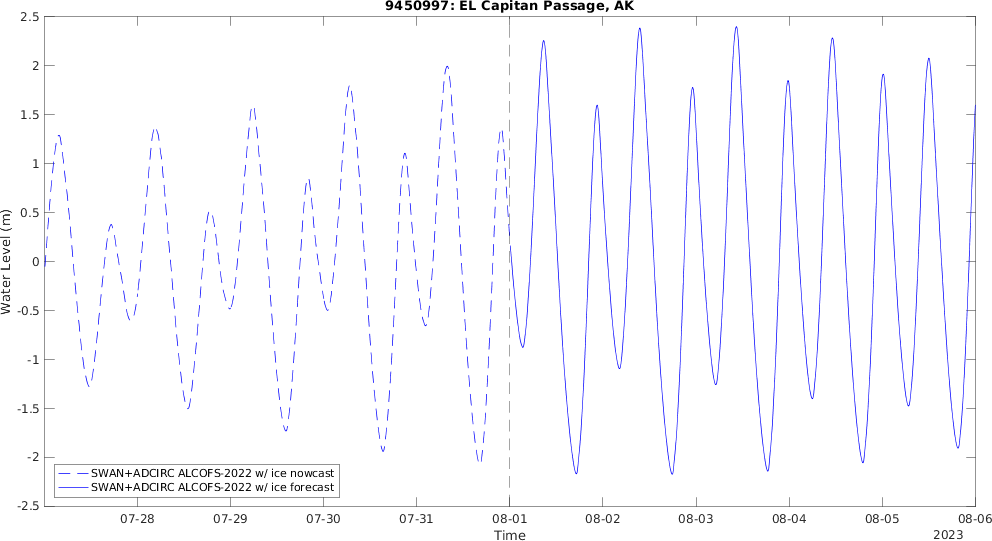 9450997: EL Capitan Passage, AK
Water Level (m)
2.5
2
1.5
1
0.5
0
-0.5
-1
-1.5
-2
-2.5
SWAN+ADCIRC ALCOFS-2022 w/ ice nowcast
SWAN+ADCIRC ALCOFS-2022 w/ ice forecast
07-28 07-29 07-30 07-31 08-01 08-02 08-03 08-04 08-05 08-06
Time
2023